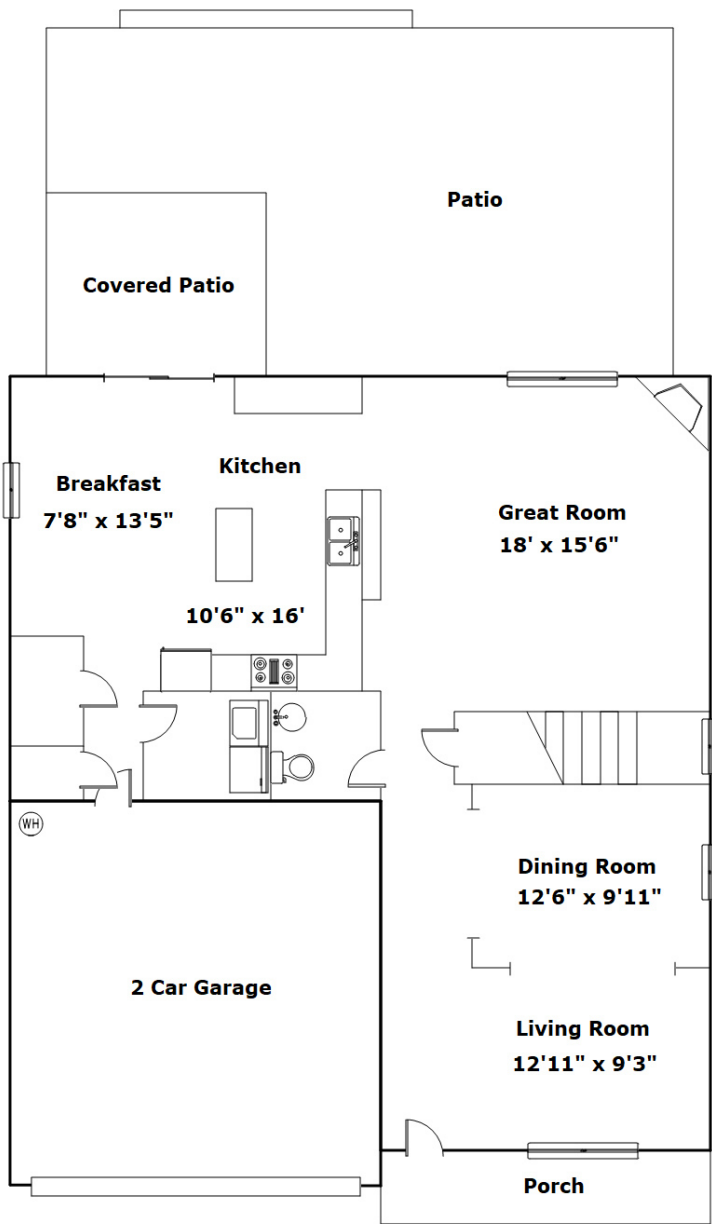 Patio
Covered Patio
Kitchen
Breakfast
7'8" x 13'5"
Great Room
18' x 15'6"
10'6" x 16'
WH
Dining Room
12'6" x 9'11"
2 Car Garage
Living Room
12'11" x 9'3"
Porch